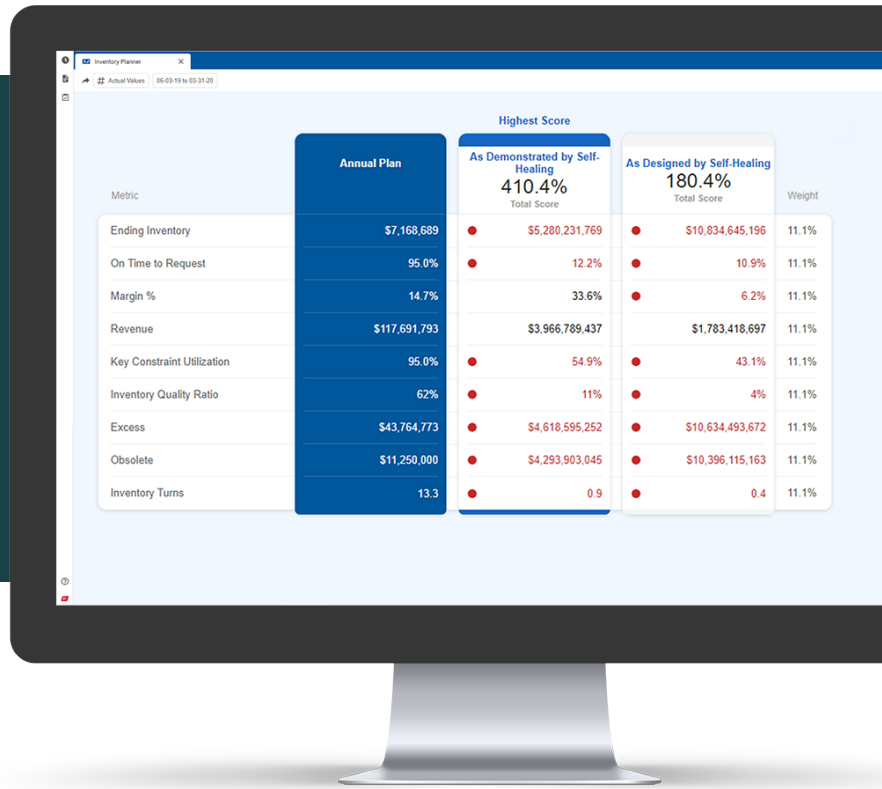 Inventory Planner
Actual Values 06-03-19 to 03-31-20
Highest Score
Metric
Annual Plan
As Demonstrated by Self-
Healing
410.4%
Total Score
As Designed by Self-Healing
180.4%
Total Score
Weight
Ending Inventory $7,168,689 $5,280,231,769 $10,834,645,196 11.1%
On Time to Request 95.0% 12.2% 10.9% 11.1%
Margin % 14.7% 33.6% 6.2% 11.1%
Revenue $117,691,793 $3,966,789,437 $1,783,418,697 11.1%
Key Constraint Utilization 95.0% 54.9% 43.1% 11.1%
Inventory Quality Ratio 62% 11% 4% 11.1%
Excess $43,764,773 $4,618,595,252 $10,634,493,672 11.1%
Obsolete $11,250,000 $4,293,903,045 $10,396,115,163 11.1%
Inventory Turns 13.3 0.9 0.4 11.1%